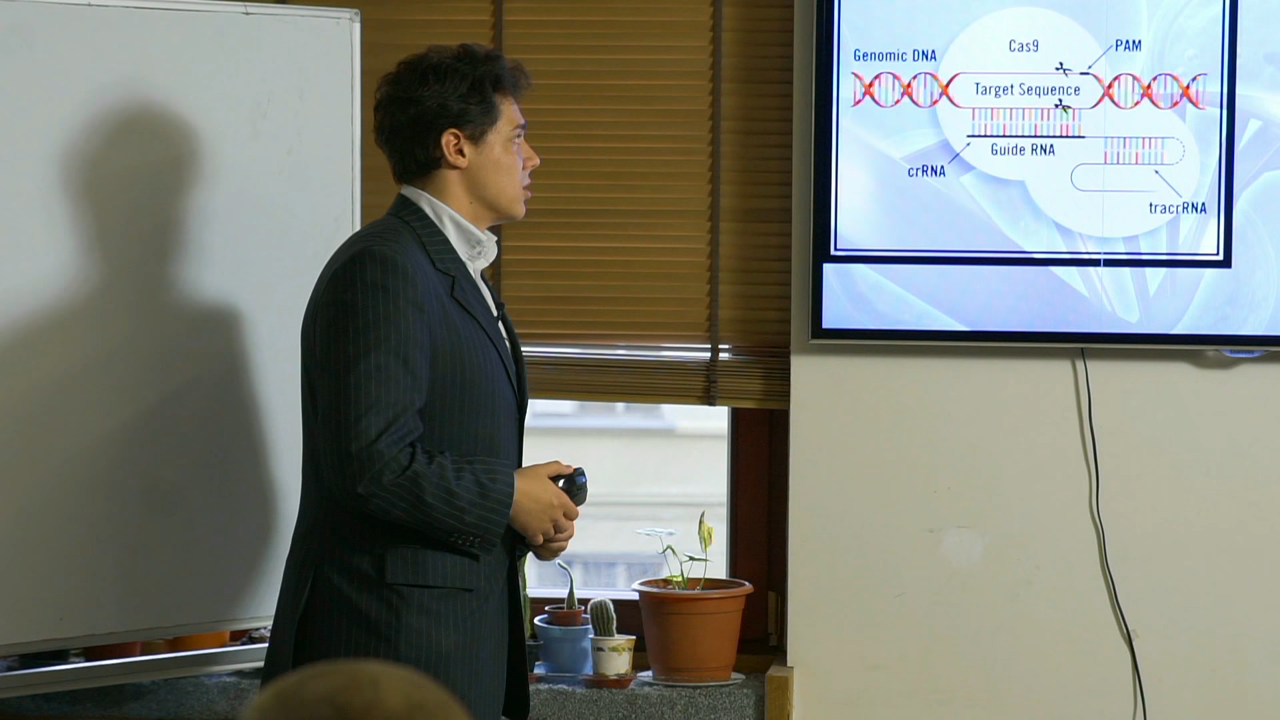 Cas9
PAM
Genomic DNA
Target Sequence
Guide RNA
crRNA
tracrRNA